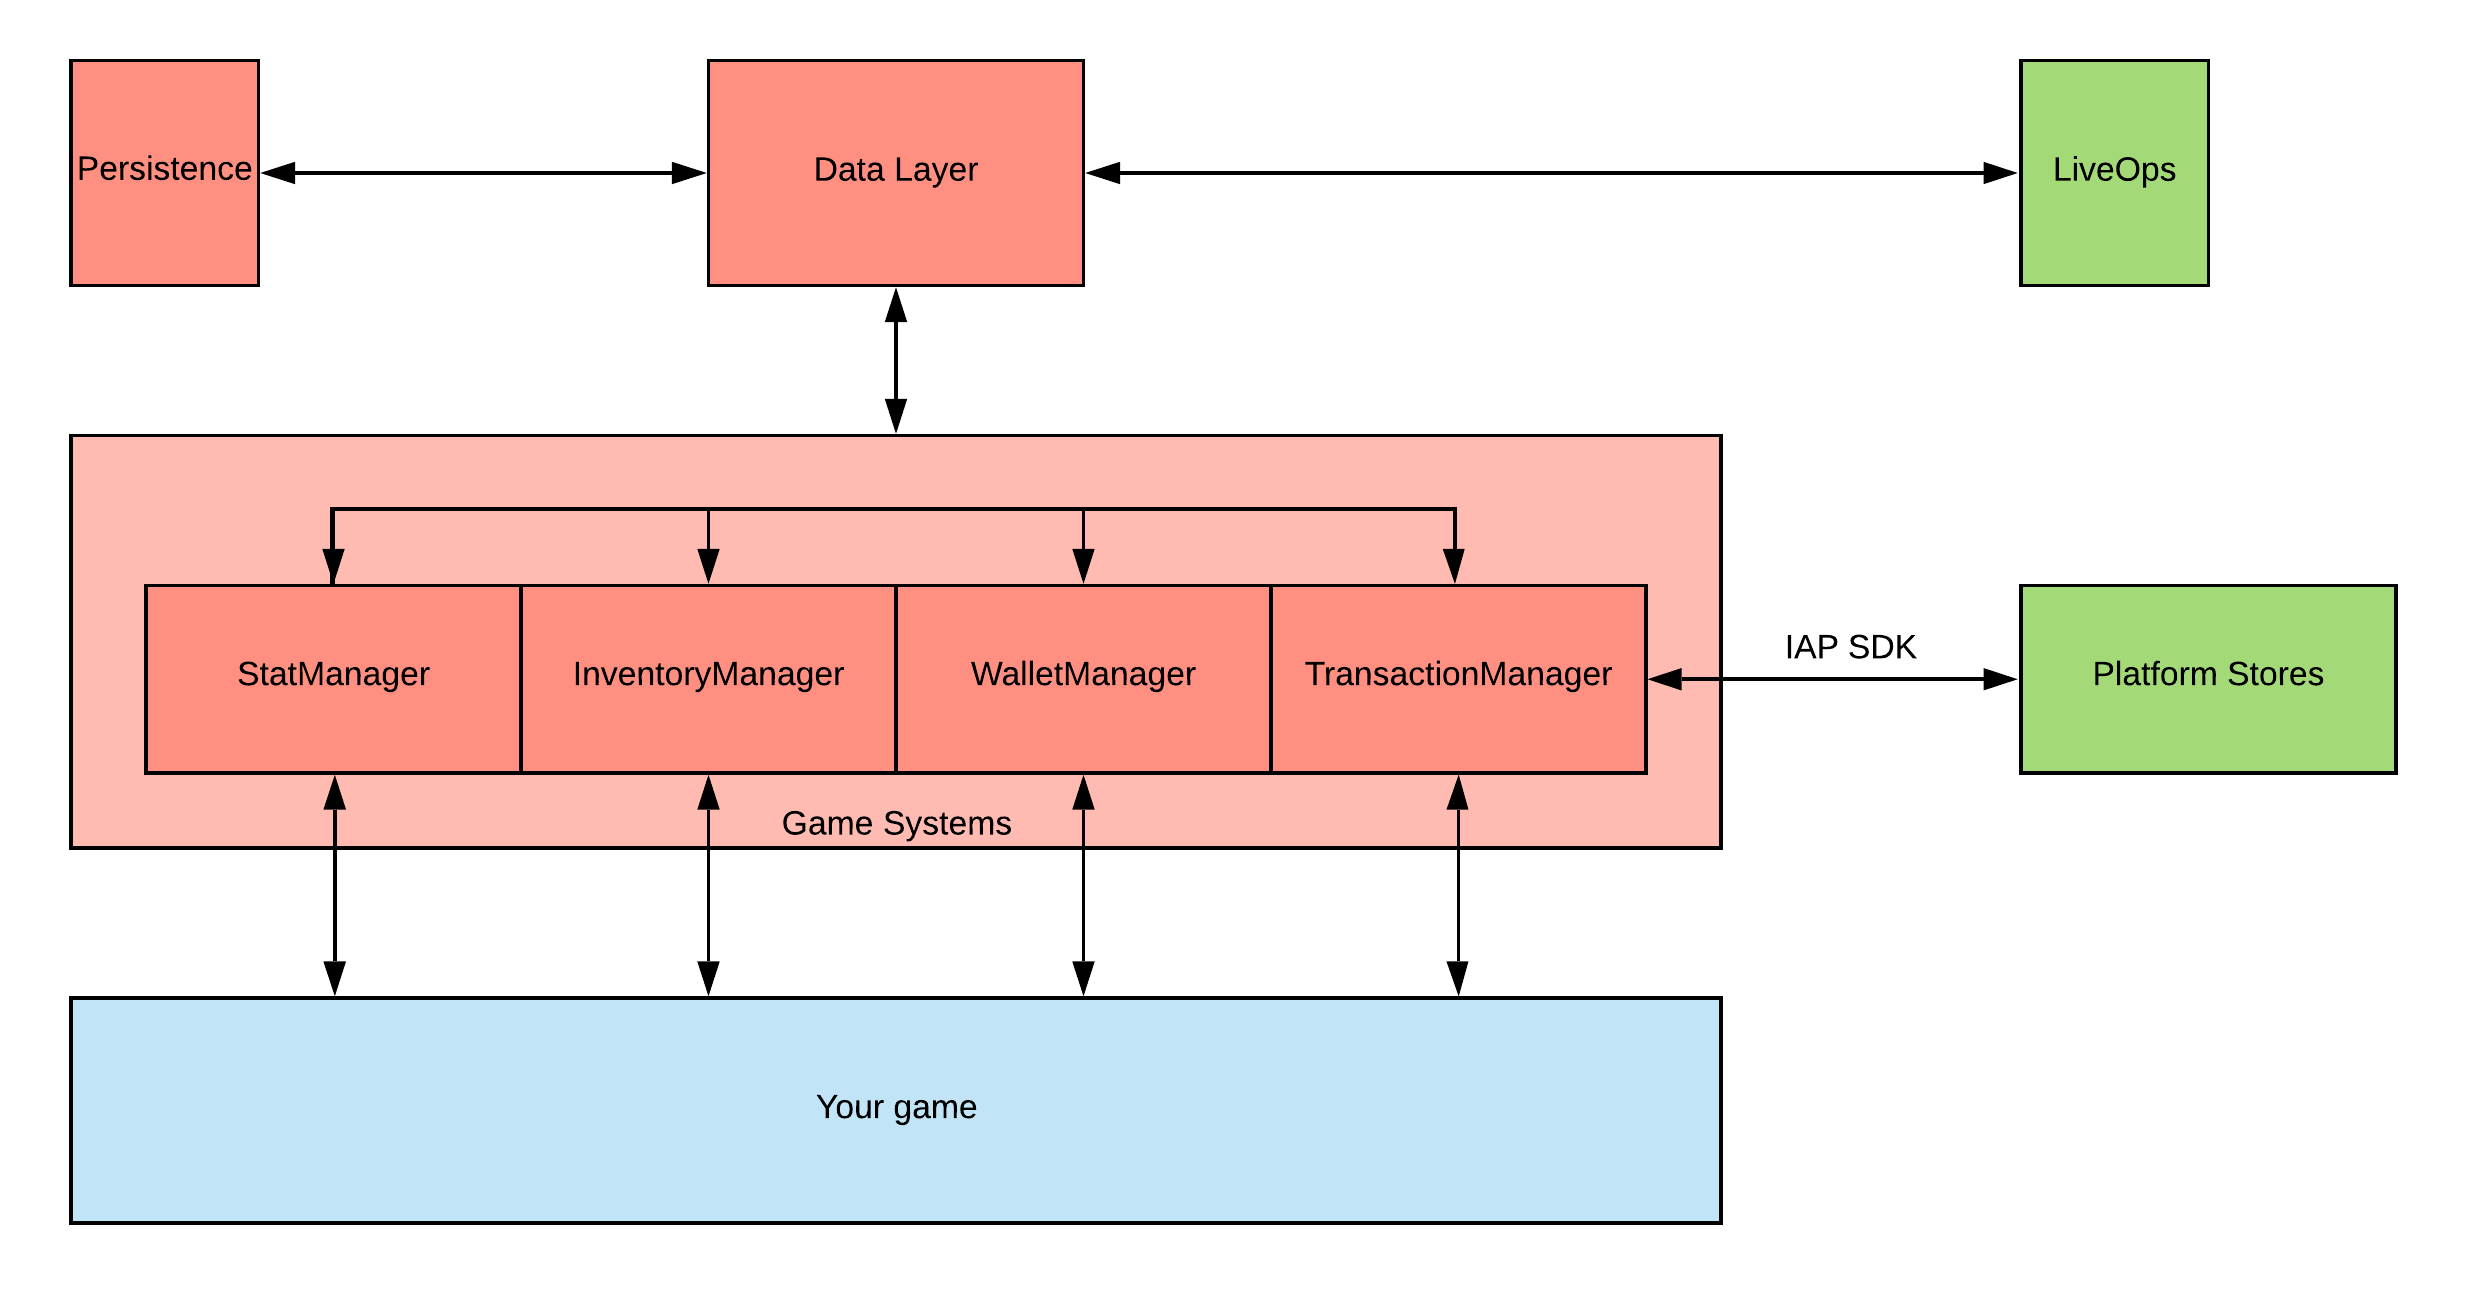 Persistence
Data Layer
LiveOps
StatManager
InventoryManager
WalletManager
TransactionManager
IAP SDK
Platform Stores
Game Systems
Your game